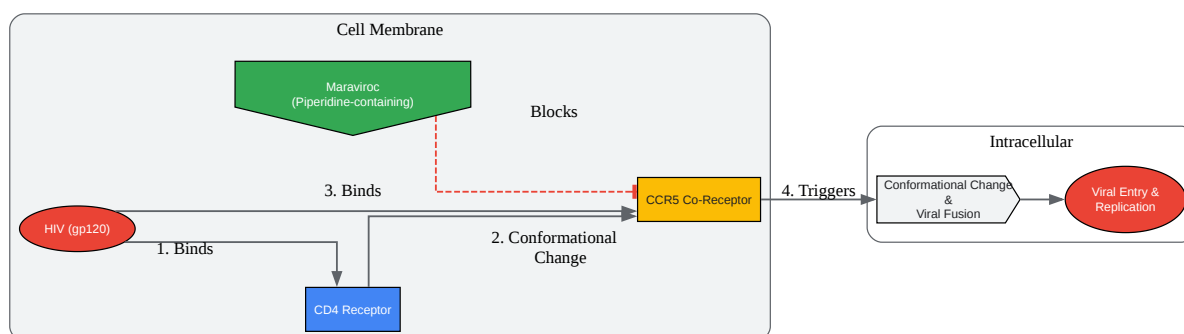 Cell Membrane
Maraviroc
(Piperidine-containing)
Blocks
Intracellular
3. Binds
CCR5 Co-Receptor
4. Triggers
Conformational Change
&
Viral Fusion
Viral Entry &
Replication
HIV (gp120)
1. Binds
2. Conformational
Change
CD4 Receptor